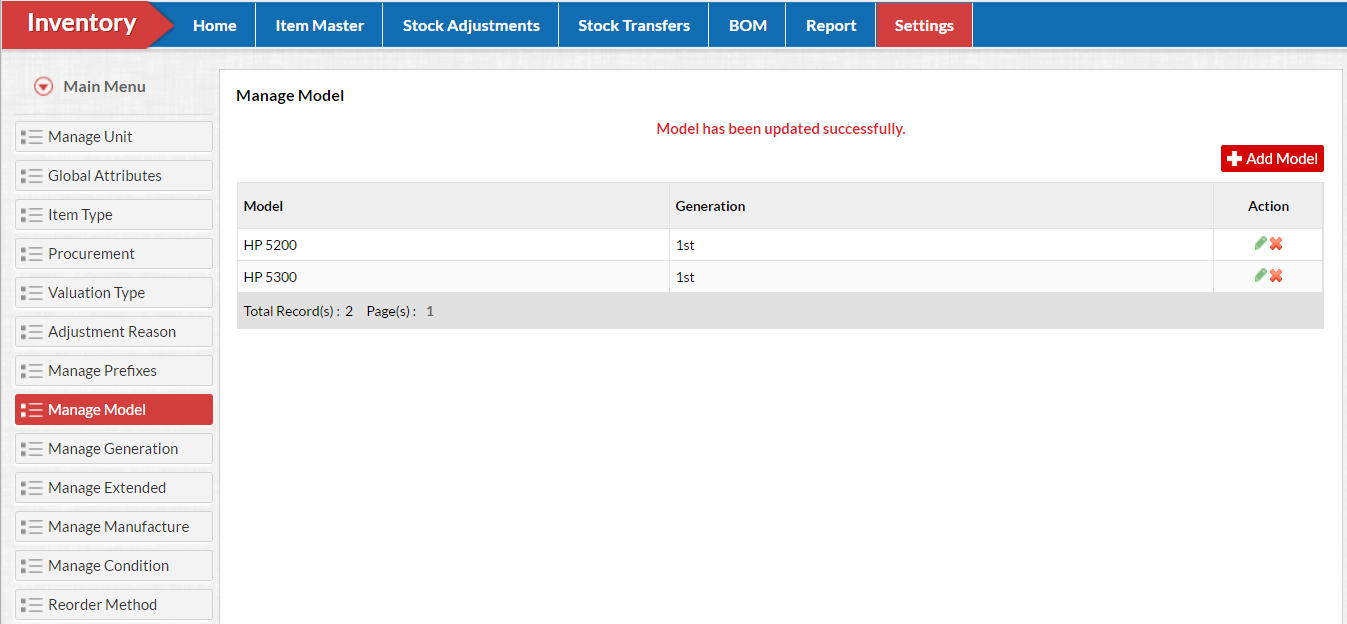 Inventory Home Item Master Stock Adjustments Stock Transfers BOM Report Settings
Main Menu
Manage Unit
Global Attributes
Item Type
Procurement
Valuation Type
Adjustment Reason
Manage Prefixes
Manage Model
Manage Generation
Manage Extended
Manage Manufacture
Manage Condition
Reorder Method
Manage Model
Model has been updated successfully.
Add Model
Model Generation Action
HP 5200 1st
HP 5300 1st
Total Record(s) : 2 Page(s) : 1